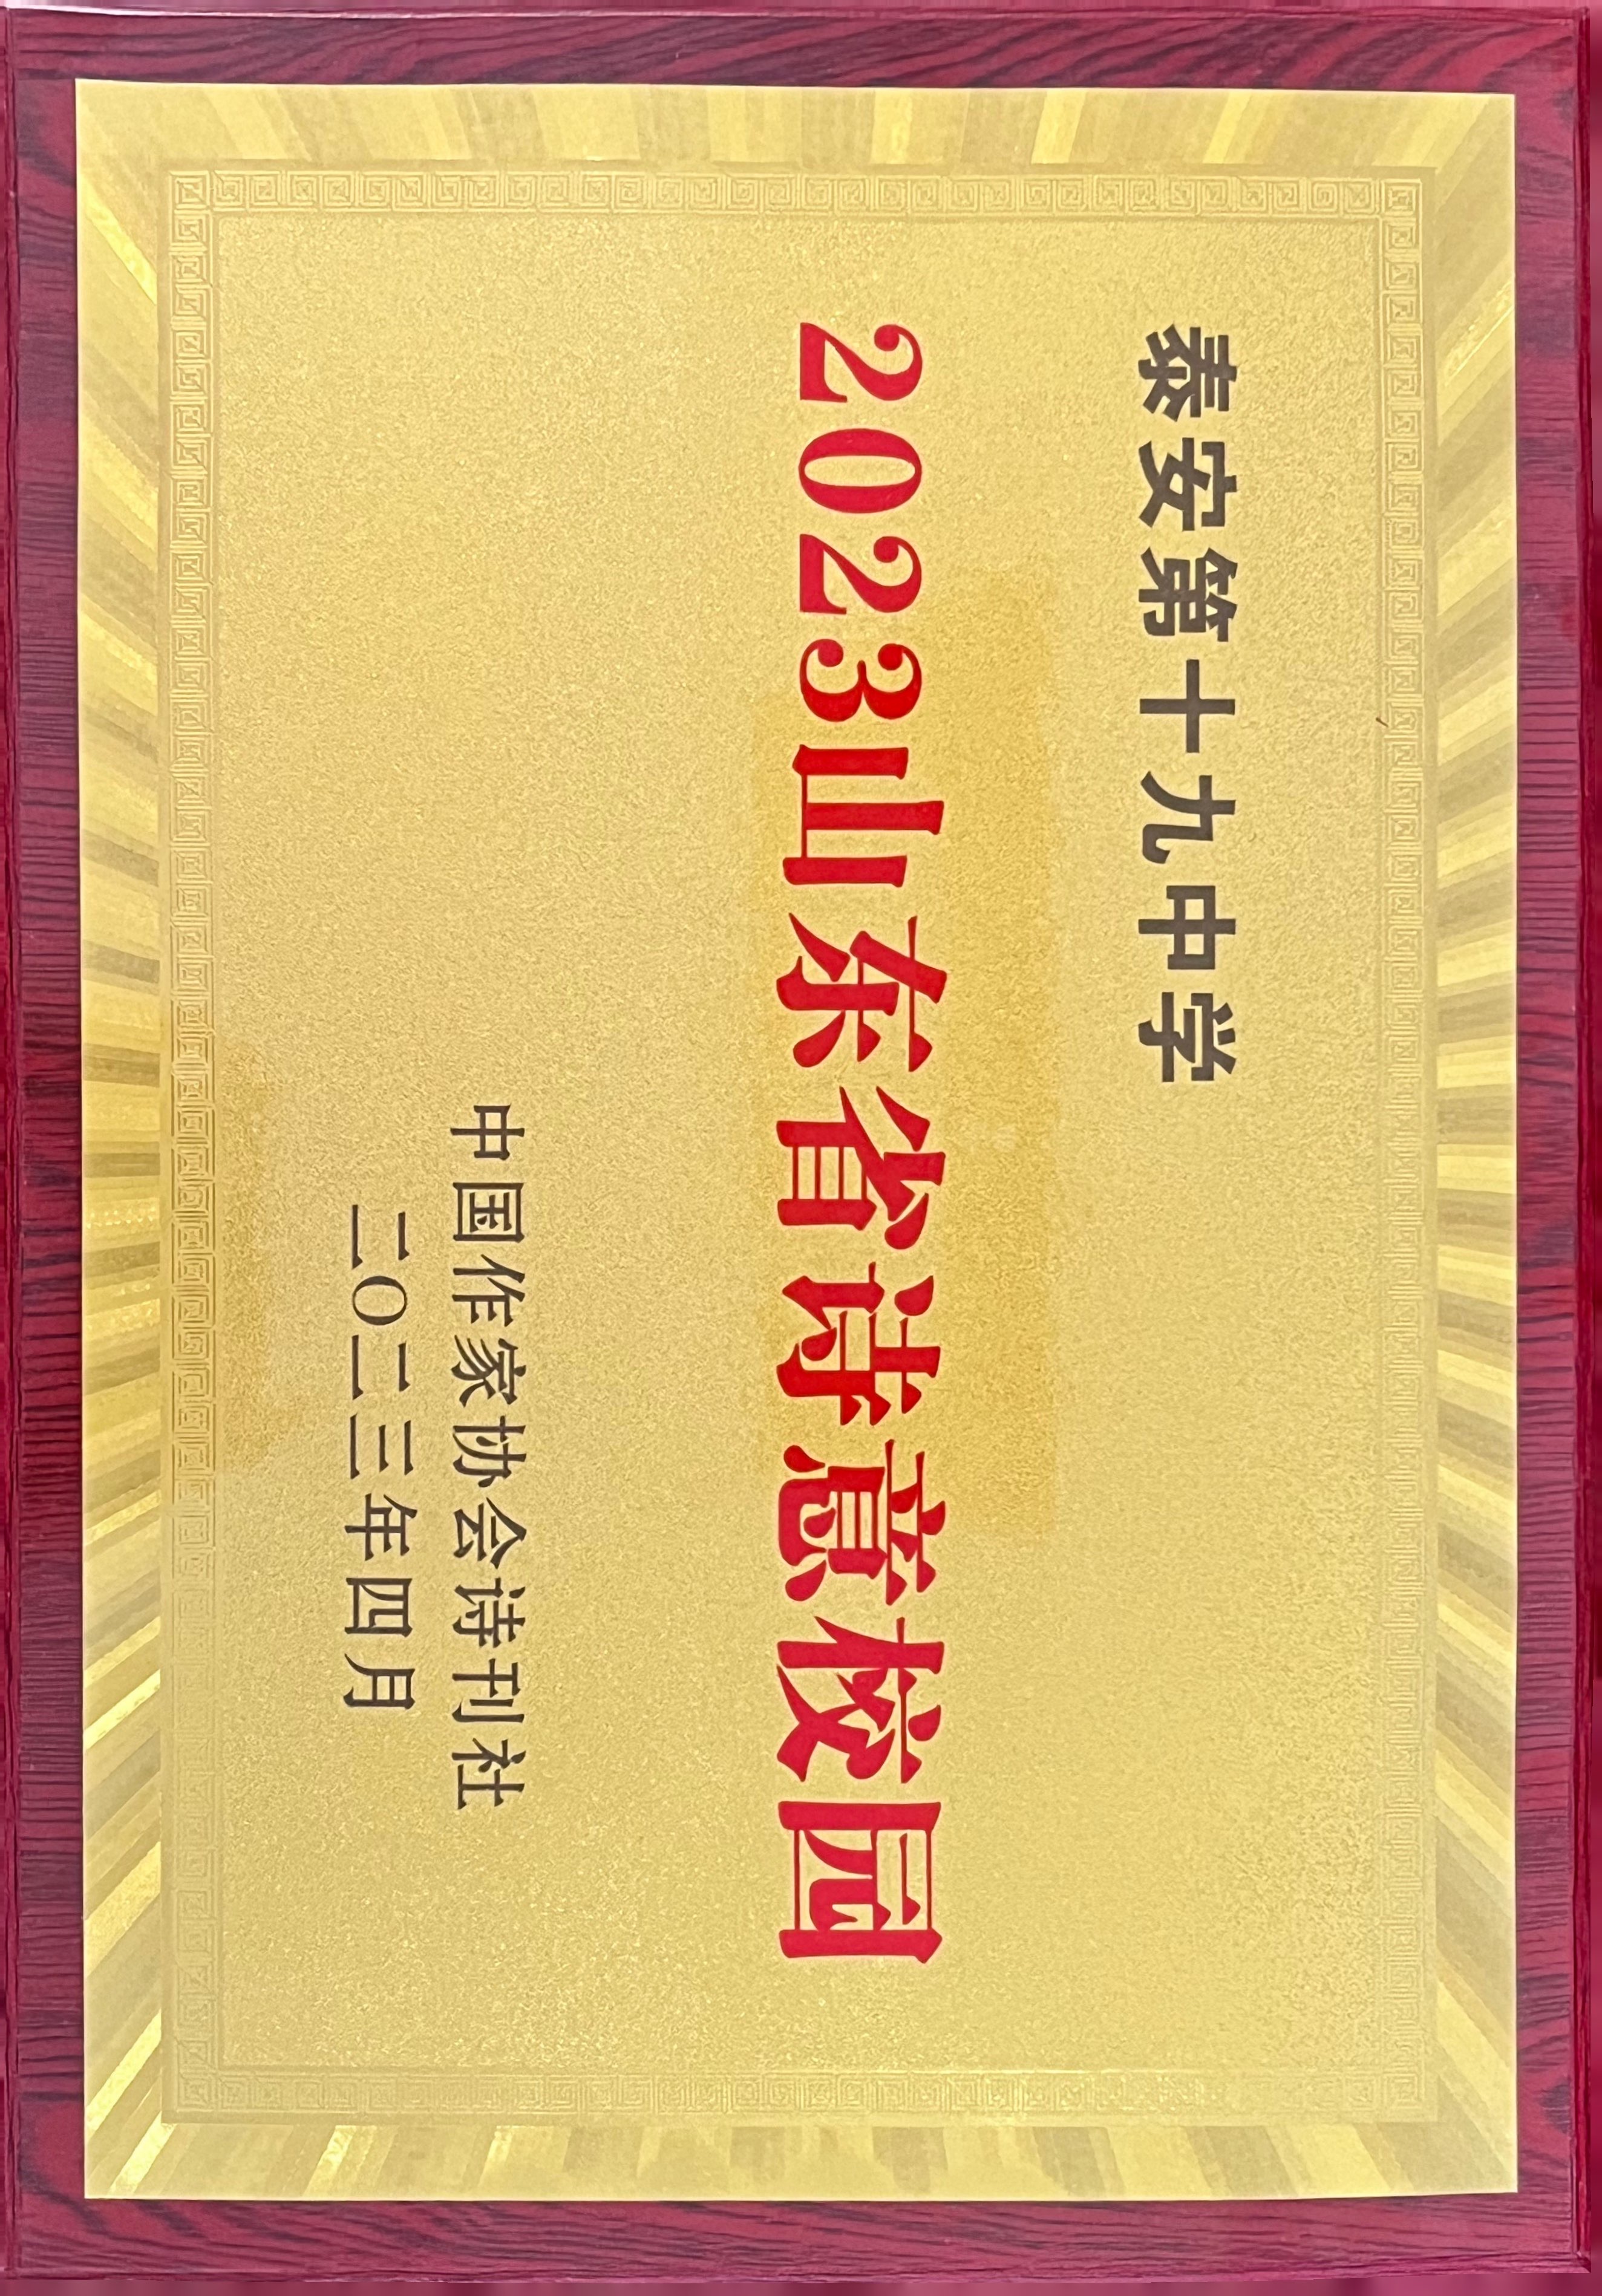 泰安第十九中学
2023山东省诗意校园
中国作家协会诗刊社
二〇二三年四月